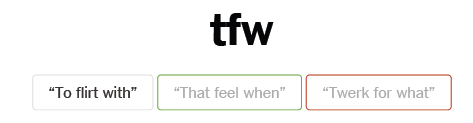 tfw
“To flirt with” “That feel when” “Twerk for what”